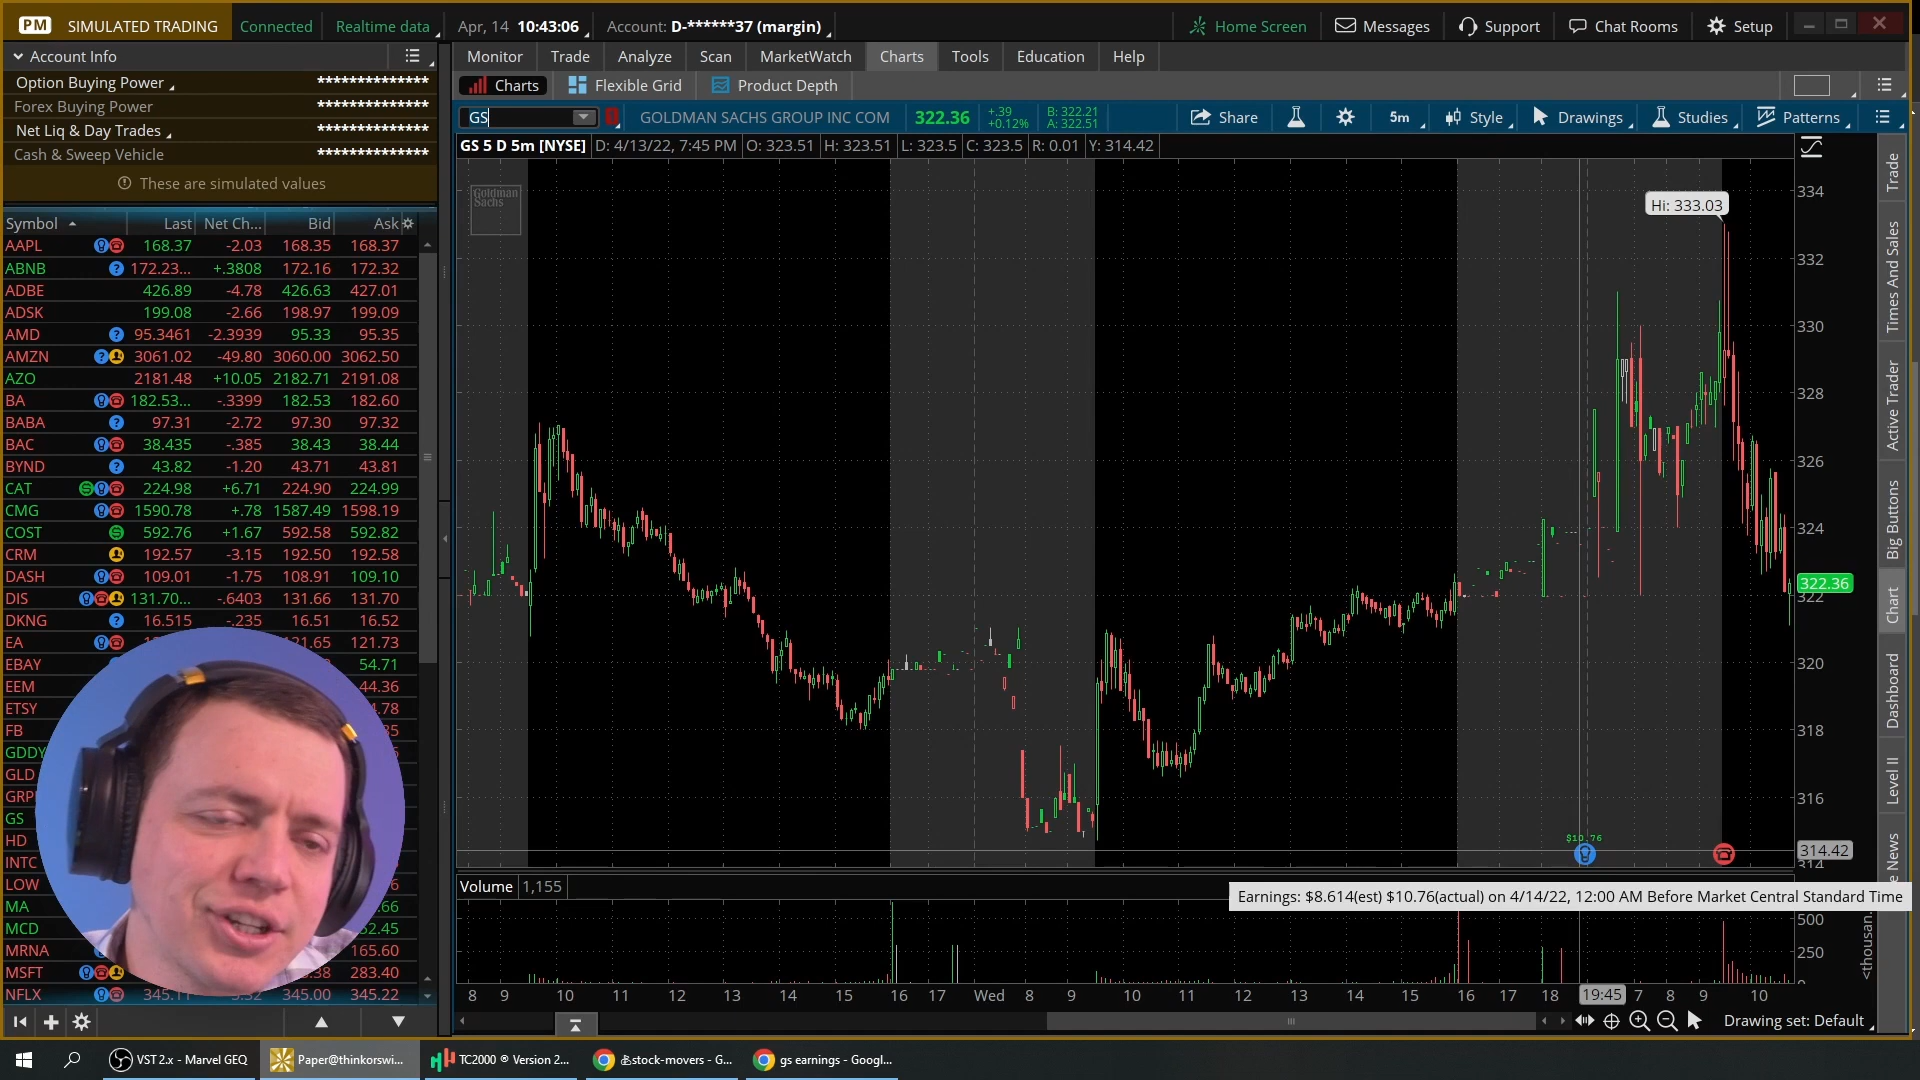 PM SIMULATED TRADING Connected Realtime data Apr, 14 10:43:06 Account: D-******37 (margin) Home Screen Messages Support Chat Rooms Setup
Account Info
Option Buying Power **************
Forex Buying Power **************
Net Liq & Day Trades **************
Cash & Sweep Vehicle **************
These are simulated values
Monitor Trade Analyze Scan MarketWatch Charts Tools Education Help
Charts Flexible Grid Product Depth
GS GOLDMAN SACHS GROUP INC COM 322.36 +.39 +0.12% B: 322.21 A: 322.51 Share 5m Style Drawings Studies Patterns
GS 5 D 5m [NYSE] D: 4/13/22, 7:45 PM O: 323.51 H: 323.51 L: 323.5 C: 323.5 R: 0.01 Y: 314.42
Symbol Last Net Ch... Bid Ask
AAPL 168.37 -2.03 168.35 168.37
ABNB 172.23... +.3808 172.16 172.32
ADBE 426.89 -4.78 426.63 427.01
ADSK 199.08 -2.66 198.97 199.09
AMD 95.3461 -2.3939 95.33 95.35
AMZN 3061.02 -49.80 3060.00 3062.50
AZO 2181.48 +10.05 2182.71 2191.08
BA 182.53... -.3399 182.53 182.60
BABA 97.31 -2.72 97.30 97.32
BAC 38.435 -.385 38.43 38.44
BYND 43.82 -1.20 43.71 43.81
CAT 224.98 +6.71 224.90 224.99
CMG 1590.78 +.78 1587.49 1598.19
COST 592.76 +1.67 592.58 592.82
CRM 192.57 -3.15 192.50 192.58
DASH 109.01 -1.75 108.91 109.10
DIS 131.70... -.6403 131.66 131.70
DKNG 16.515 -.235 16.51 16.52
EA 121.73
EBAY 54.71
EEM 44.36
ETSY
FB
GDDY
GLD
GRP
GS
HD
INTC
LOW
MA
MCD
MRNA 165.60
MSFT 283.40
NFLX 345.00 345.22
Goldman
Sachs
Hi: 333.03
334
332
330
328
326
324
322.36
322
320
318
316
314.42
314
$10.76
Volume 1,155
Earnings: $8.614(est) $10.76(actual) on 4/14/22, 12:00 AM Before Market Central Standard Time
500
250
<thousan...
8 9 10 11 12 13 14 15 16 17 Wed 8 9 10 11 12 13 14 15 16 17 18 19:45 7 8 9 10
Drawing set: Default
Trade
Times And Sales
Active Trader
Big Buttons
Chart
Dashboard
Level II
e News
VST 2.x - Marvel GEQ Paper@thinkorswi... TC2000 ® Version 2... stock-movers - G... gs earnings - Googl...